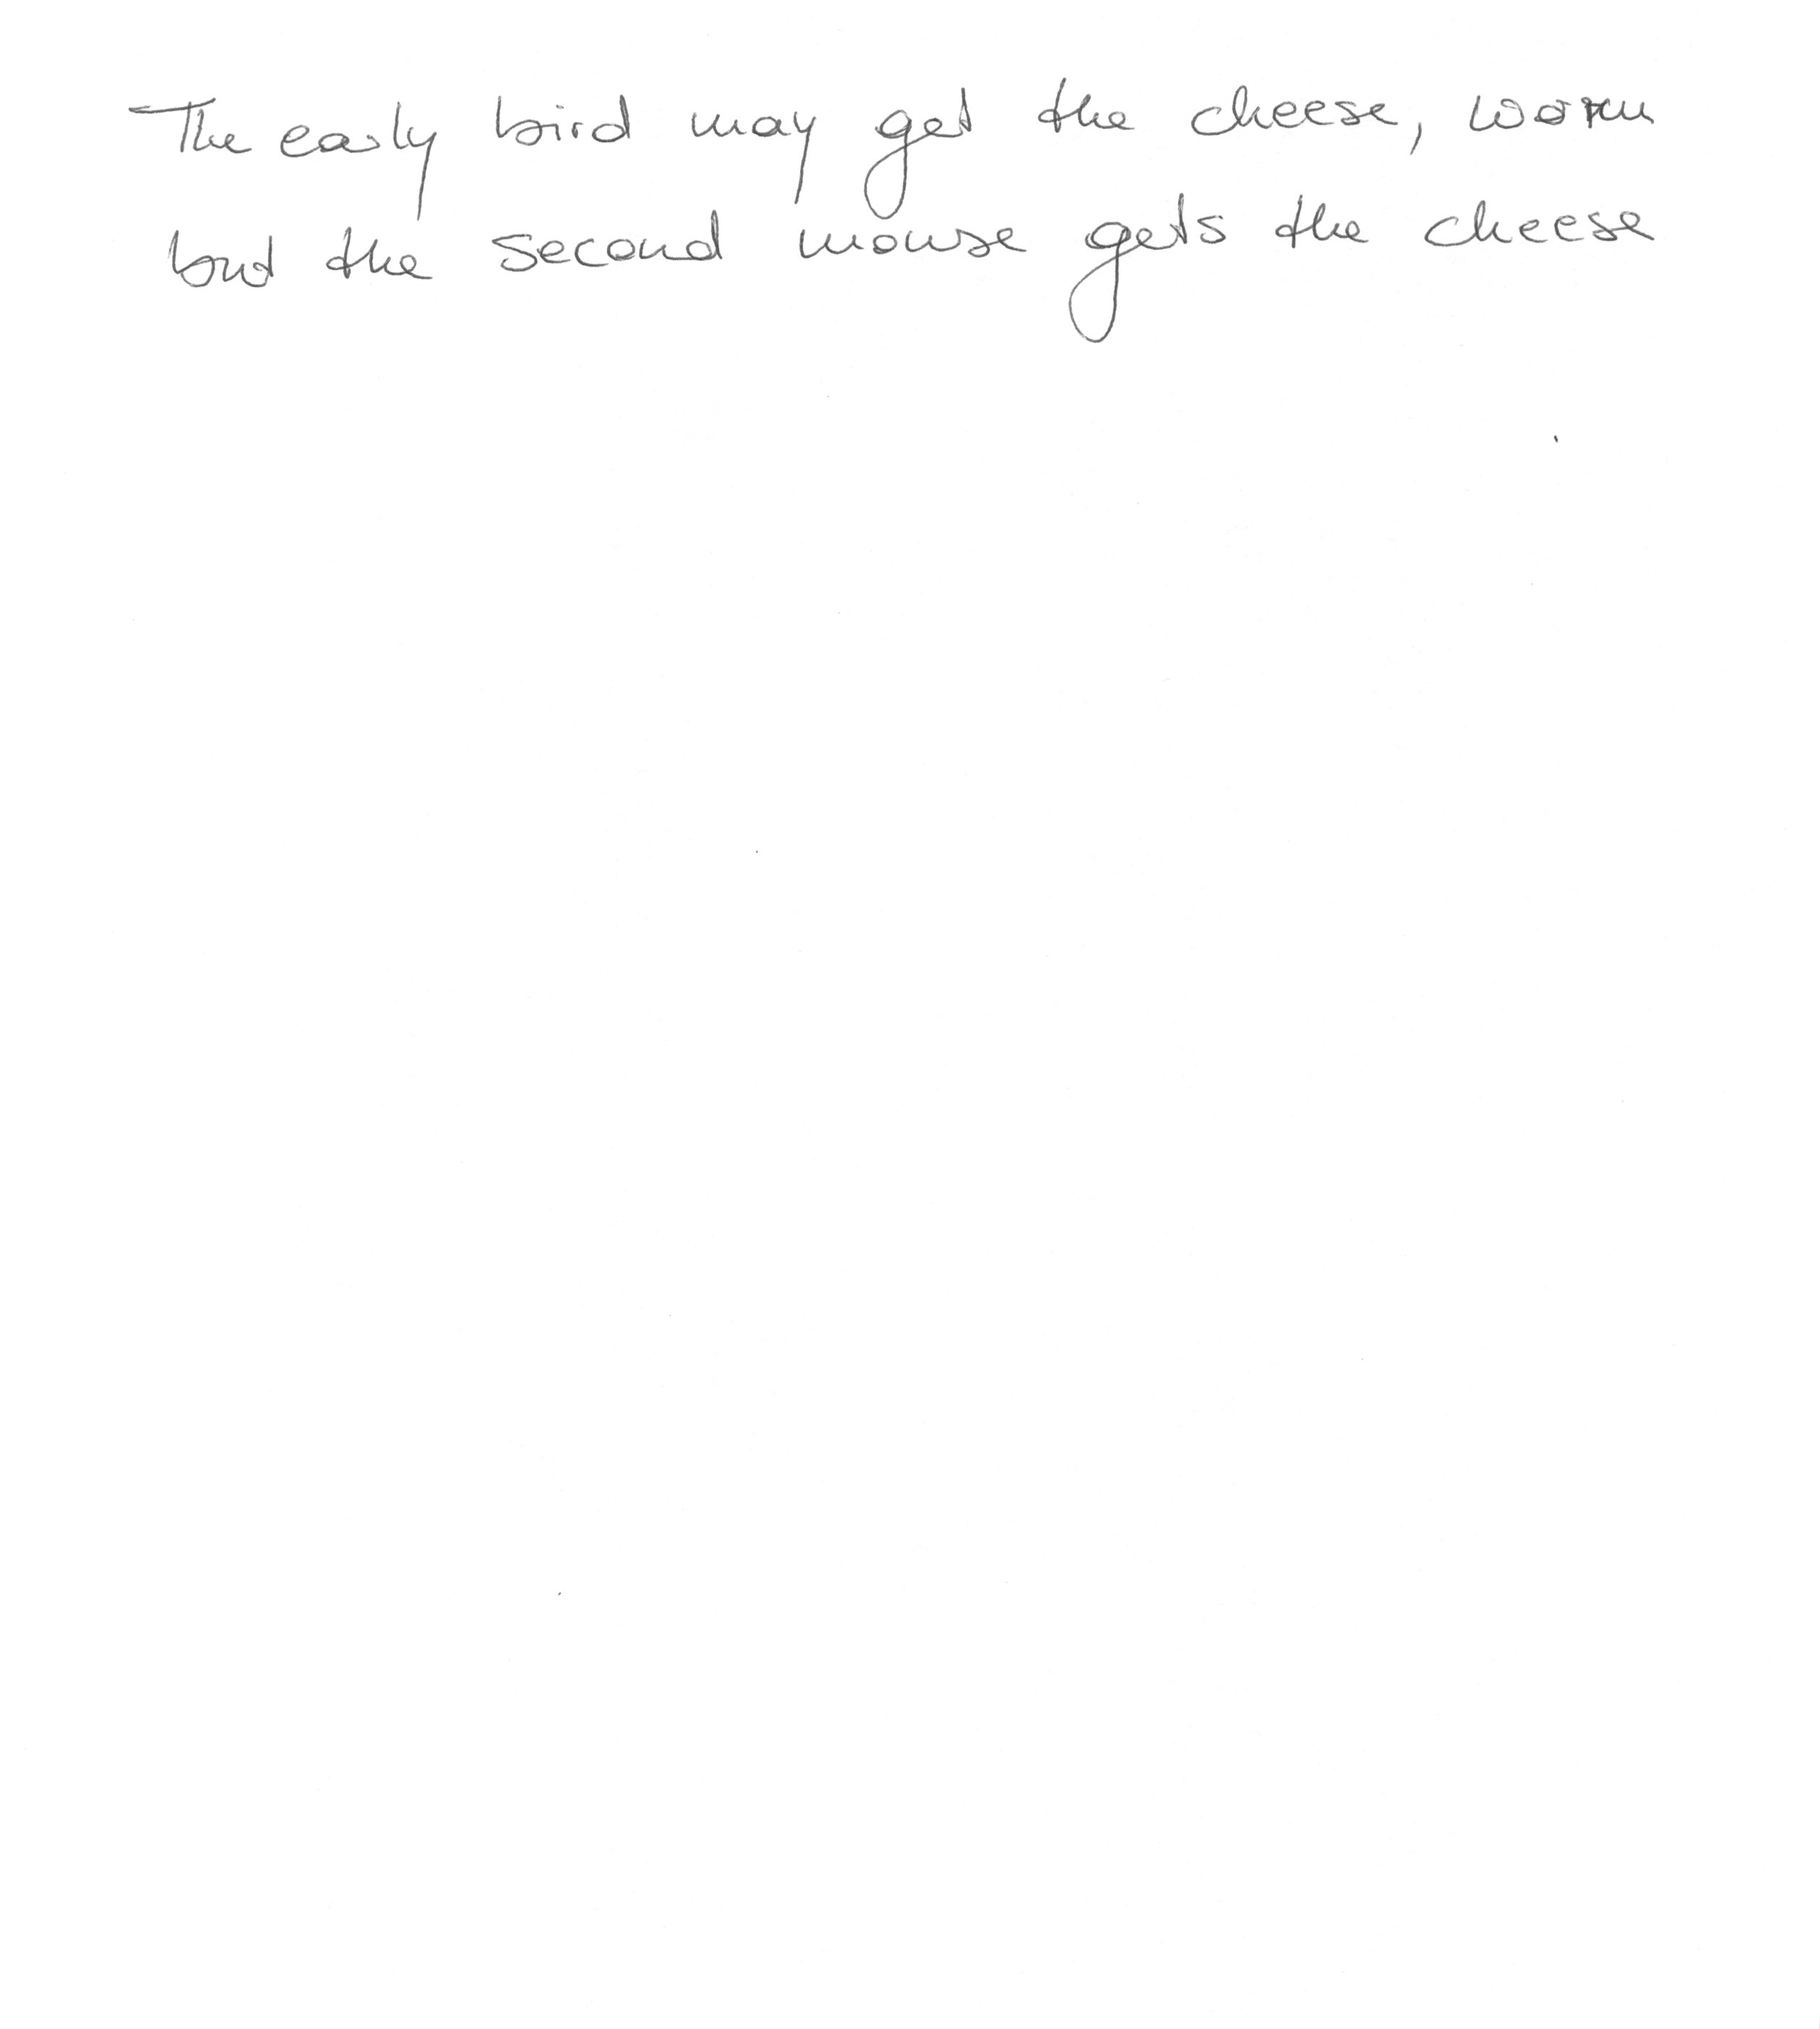 The early bird may get the cheese, worm
but the second mouse gets the cheese